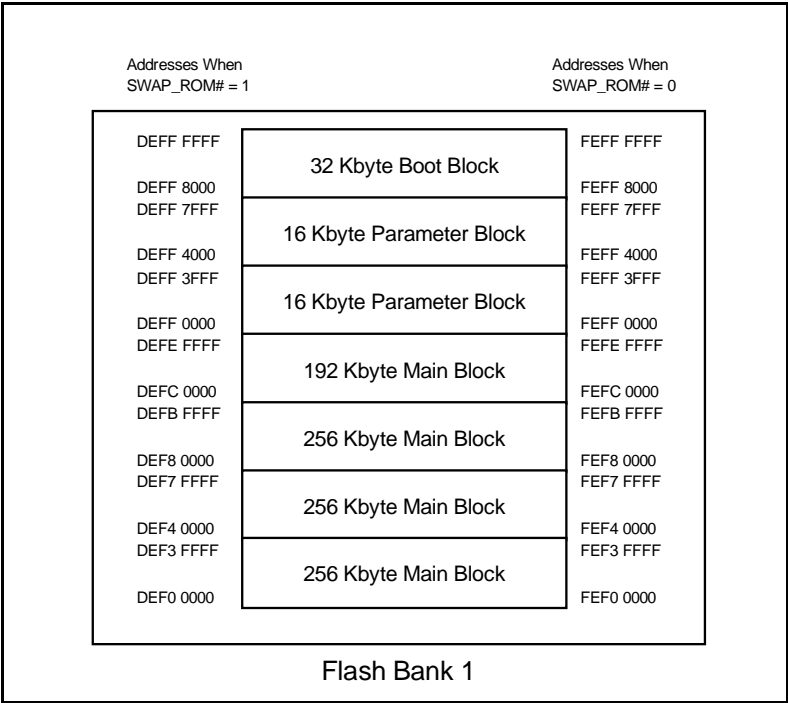 Addresses When
SWAP_ROM# = 1
Addresses When
SWAP_ROM# = 0
DEFF FFFF
32 Kbyte Boot Block
FEFF FFFF
DEFF 8000
FEFF 8000
DEFF 7FFF
16 Kbyte Parameter Block
FEFF 7FFF
DEFF 4000
FEFF 4000
DEFF 3FFF
16 Kbyte Parameter Block
FEFF 3FFF
DEFF 0000
FEFF 0000
DEFE FFFF
192 Kbyte Main Block
FEFE FFFF
DEFC 0000
FEFC 0000
DEFB FFFF
256 Kbyte Main Block
FEFB FFFF
DEF8 0000
FEF8 0000
DEF7 FFFF
256 Kbyte Main Block
FEF7 FFFF
DEF4 0000
FEF4 0000
DEF3 FFFF
256 Kbyte Main Block
FEF3 FFFF
DEF0 0000
FEF0 0000
Flash Bank 1